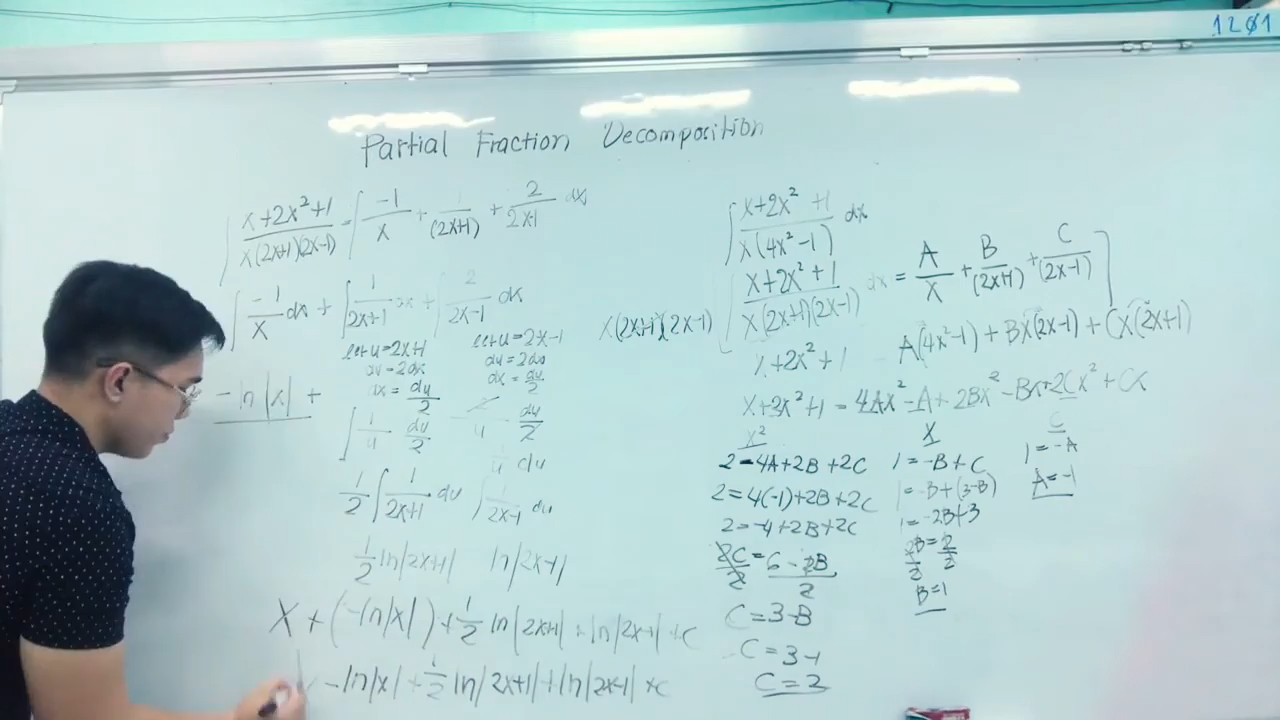 1201
Partial Fraction Decomposition
∫ (x+2x²+1)/(x(2x+1)(2x-1)) = ∫ -1/x + 1/(2x+1) + 2/(2x-1) dx
∫ -1/x dx + ∫ 1/(2x+1) dx + ∫ 2/(2x-1) dx
let u=2x+1 let u=2x-1
du=2dx du=2dx
dx=du/2 dx=du/2
-ln|x| +
∫ 1/u du/2 2/u du/2
1/u du
1/2 ∫ 1/(2x+1) du ∫ 1/(2x-1) du
1/2 ln|2x+1| ln|2x-1|
X + (-ln|x|) + 1/2 ln|2x+1| + ln|2x-1| + C
-ln|x| + 1/2 ln|2x+1| + ln|2x-1| + C
∫ (x+2x²+1)/(x(4x²-1)) dx
x(2x+1)(2x-1) [∫ (x+2x²+1)/(x(2x+1)(2x-1)) dx = A/x + B/(2x+1) + C/(2x-1)]
x+2x²+1 A(4x²-1) + Bx(2x-1) + Cx(2x+1)
x+2x²+1 = 4Ax²-A+2Bx²-Bx+2Cx²+Cx
x²
2=4A+2B+2C
2=4(-1)+2B+2C
2=-4+2B+2C
2C/2 = (6-2B)/2
C=3-B
C=3-1
C=2
x
1=-B+C
1=-B+(3-B)
1=-2B+3
2B/2=2/2
B=1
C
1=-A
A=-1